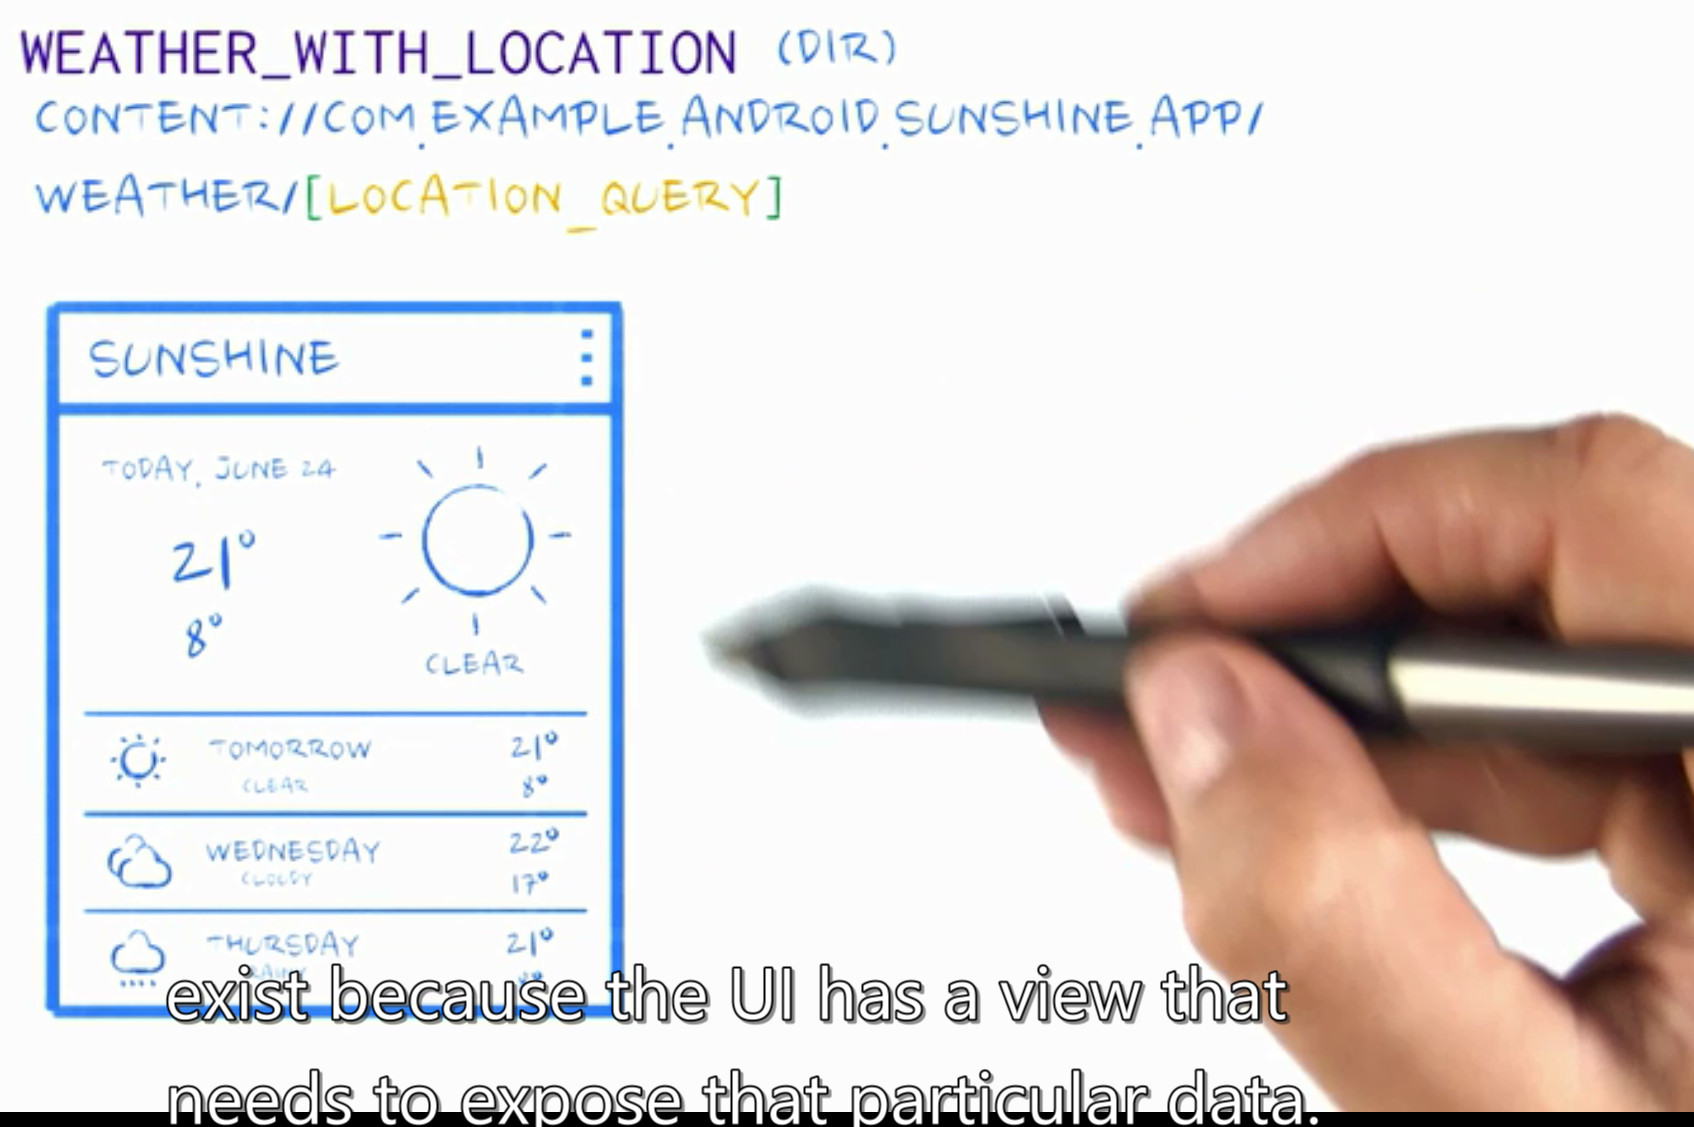 WEATHER_WITH_LOCATION (DIR)
CONTENT://COM.EXAMPLE.ANDROID.SUNSHINE.APP/
WEATHER/[LOCATION_QUERY]
SUNSHINE
TODAY, JUNE 24
21°
8°
CLEAR
TOMORROW 21°
CLEAR 8°
WEDNESDAY 22°
CLOUDY 17°
THURSDAY 21°
exist because the UI has a view that
needs to expose that particular data.